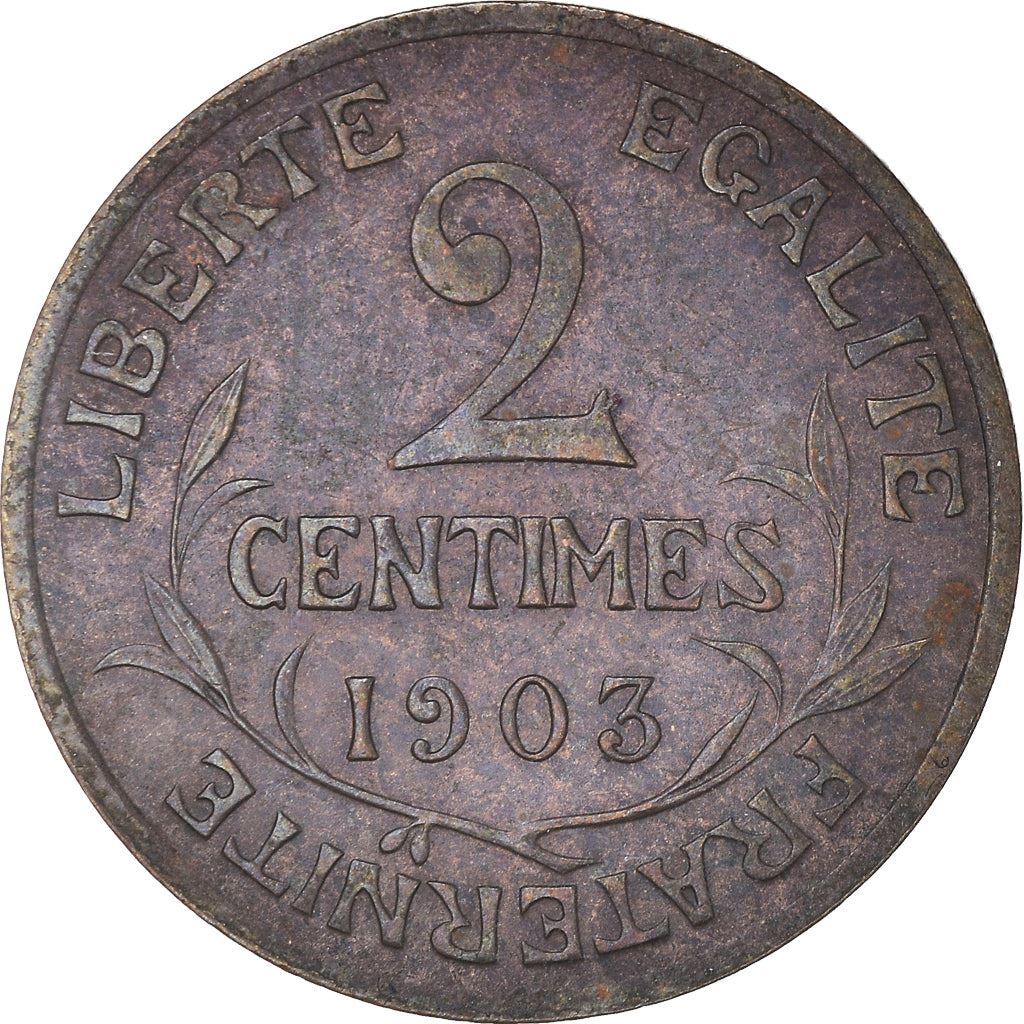 LIBERTE EGALITE FRATERNITE
2
CENTIMES
1903